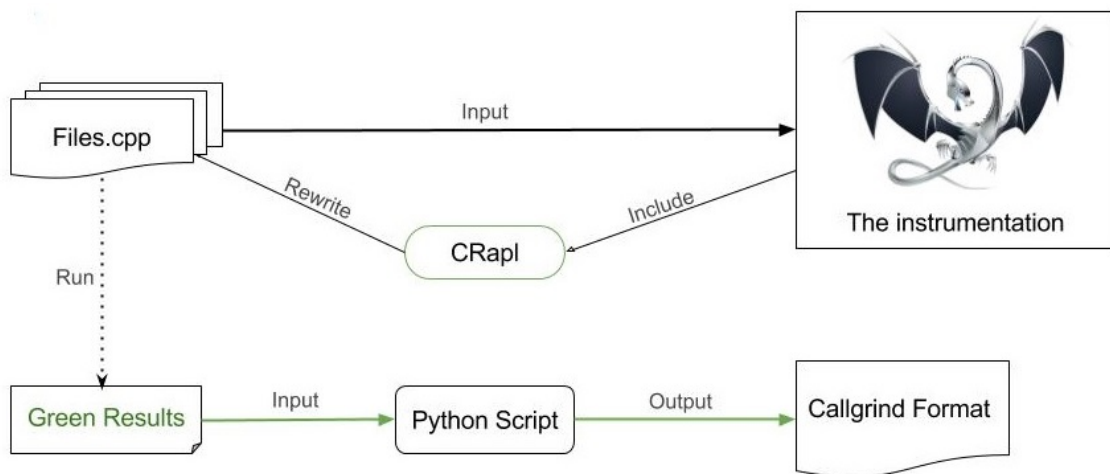 Files.cpp
Input
Rewrite
Include
CRapl
The instrumentation
Run
Green Results
Input
Python Script
Output
Callgrind Format